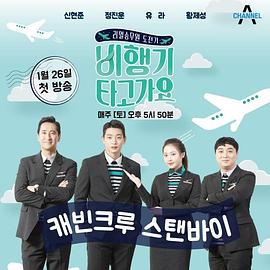 CHANNEL A
신현준 정진운 유 라 황제성
리얼승무원 도전기
비행기
타고가요
1월 26일
첫 방송
매주 [토] 오후 5시 50분
캐빈크루 스탠바이